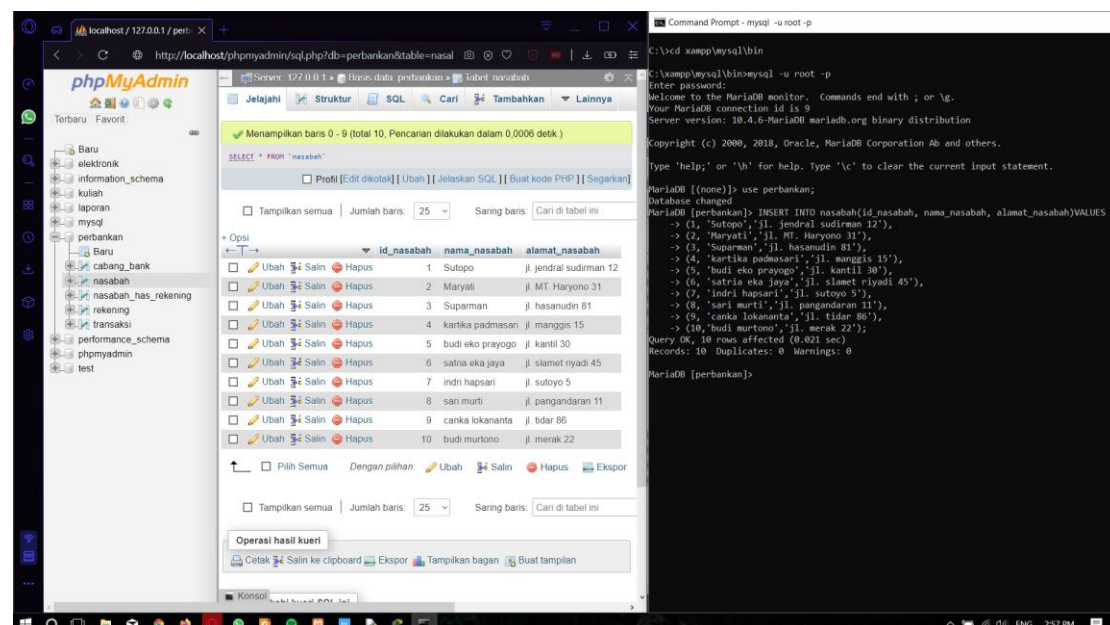 localhost / 127.0.0.1 / perb
http://localhost/phpmyadmin/sql.php?db=perbankan&table=nasal
phpMyAdmin
Terbaru Favorit
Baru
elektronik
information_schema
kuliah
laporan
mysql
perbankan
Baru
cabang_bank
nasabah
nasabah_has_rekening
rekening
transaksi
performance_schema
phpmyadmin
test
Server: 127.0.0.1 » Basis data: perbankan » Tabel: nasabah
Jelajahi Struktur SQL Cari Tambahkan Lainnya
Menampilkan baris 0 - 9 (total 10, Pencarian dilakukan dalam 0,0006 detik.)
SELECT * FROM `nasabah`
Profil [Edit dikotak] [ Ubah ] [ Jelaskan SQL ] [ Buat kode PHP ] [ Segarkan]
Tampilkan semua | Jumlah baris: 25 Saring baris: Cari di tabel ini
+ Opsi
id_nasabah nama_nasabah alamat_nasabah
Ubah Salin Hapus 1 Sutopo jl. jendral sudirman 12
Ubah Salin Hapus 2 Maryati jl. MT. Haryono 31
Ubah Salin Hapus 3 Suparman jl. hasanudin 81
Ubah Salin Hapus 4 kartika padmasari jl. manggis 15
Ubah Salin Hapus 5 budi eko prayogo jl. kantil 30
Ubah Salin Hapus 6 satria eka jaya jl. slamet riyadi 45
Ubah Salin Hapus 7 indri hapsari jl. sutoyo 5
Ubah Salin Hapus 8 sari murti jl. pangandaran 11
Ubah Salin Hapus 9 canka lokananta jl. tidar 86
Ubah Salin Hapus 10 budi murtono jl. merak 22
Pilih Semua Dengan pilihan: Ubah Salin Hapus Ekspor
Tampilkan semua | Jumlah baris: 25 Saring baris: Cari di tabel ini
Operasi hasil kueri
Cetak Salin ke clipboard Ekspor Tampilkan bagan Buat tampilan
Konsol
Command Prompt - mysql -u root -p
C:\>cd xampp\mysql\bin
C:\xampp\mysql\bin>mysql -u root -p
Enter password:
Welcome to the MariaDB monitor. Commands end with ; or \g.
Your MariaDB connection id is 9
Server version: 10.4.6-MariaDB mariadb.org binary distribution
Copyright (c) 2000, 2018, Oracle, MariaDB Corporation Ab and others.
Type 'help;' or '\h' for help. Type '\c' to clear the current input statement.
MariaDB [(none)]> use perbankan;
Database changed
MariaDB [perbankan]> INSERT INTO nasabah(id_nasabah, nama_nasabah, alamat_nasabah)VALUES
-> (1, 'Sutopo','jl. jendral sudirman 12'),
-> (2, 'Maryati','jl. MT. Haryono 31'),
-> (3, 'Suparman','jl. hasanudin 81'),
-> (4, 'kartika padmasari','jl. manggis 15'),
-> (5, 'budi eko prayogo','jl. kantil 30'),
-> (6, 'satria eka jaya','jl. slamet riyadi 45'),
-> (7, 'indri hapsari','jl. sutoyo 5'),
-> (8, 'sari murti','jl. pangandaran 11'),
-> (9, 'canka lokananta','jl. tidar 86'),
-> (10,'budi murtono','jl. merak 22');
Query OK, 10 rows affected (0.021 sec)
Records: 10 Duplicates: 0 Warnings: 0
MariaDB [perbankan]>
ENG 2:57 PM